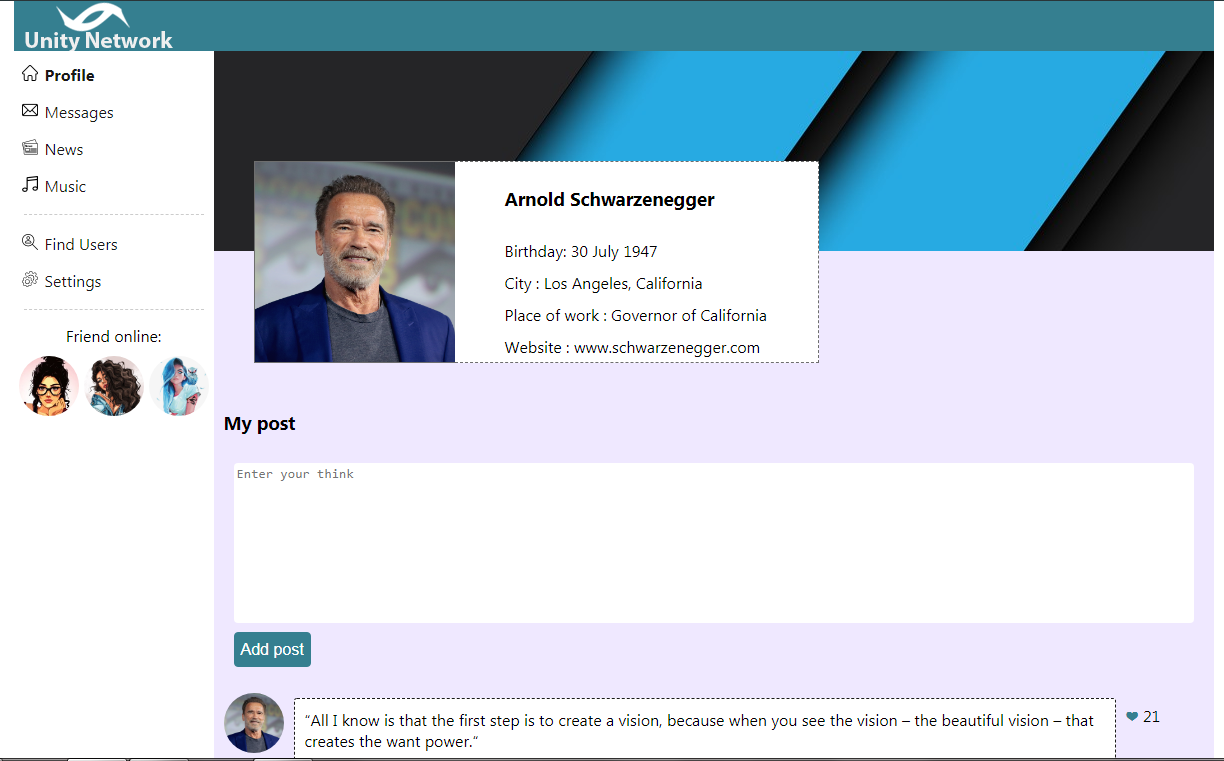 Unity Network
Profile
Messages
News
Music
Find Users
Settings
Friend online:
Arnold Schwarzenegger
Birthday: 30 July 1947
City : Los Angeles, California
Place of work : Governor of California
Website : www.schwarzenegger.com
My post
Enter your think
Add post
“All I know is that the first step is to create a vision, because when you see the vision – the beautiful vision – that
creates the want power.”
21